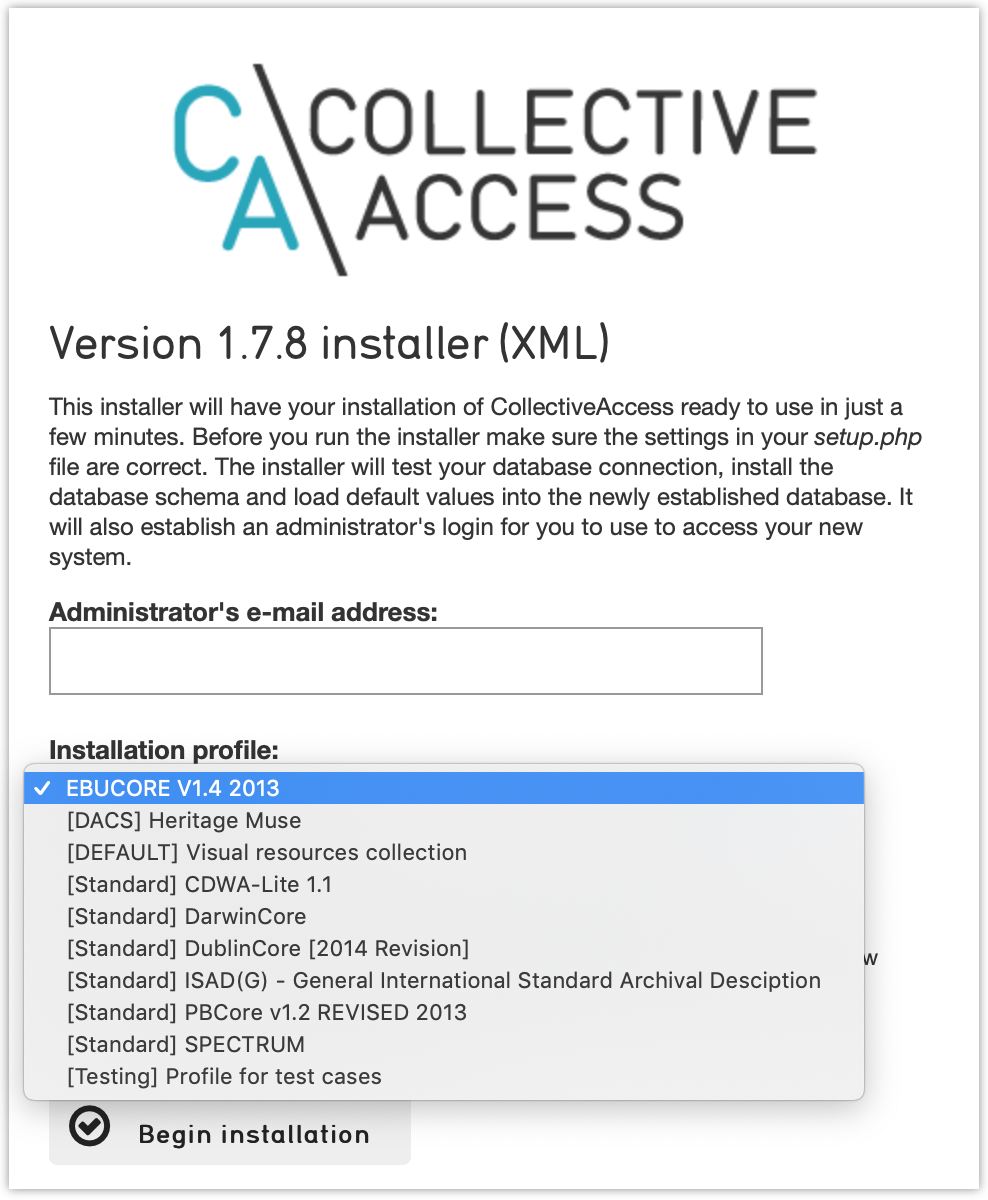 CA COLLECTIVE
ACCESS
Version 1.7.8 installer (XML)
This installer will have your installation of CollectiveAccess ready to use in just a
few minutes. Before you run the installer make sure the settings in your setup.php
file are correct. The installer will test your database connection, install the
database schema and load default values into the newly established database. It
will also establish an administrator's login for you to use to access your new
system.
Administrator's e-mail address:
Installation profile:
✓ EBUCORE V1.4 2013
[DACS] Heritage Muse
[DEFAULT] Visual resources collection
[Standard] CDWA-Lite 1.1
[Standard] DarwinCore
[Standard] DublinCore [2014 Revision]
[Standard] ISAD(G) - General International Standard Archival Desciption
[Standard] PBCore v1.2 REVISED 2013
[Standard] SPECTRUM
[Testing] Profile for test cases
Begin installation